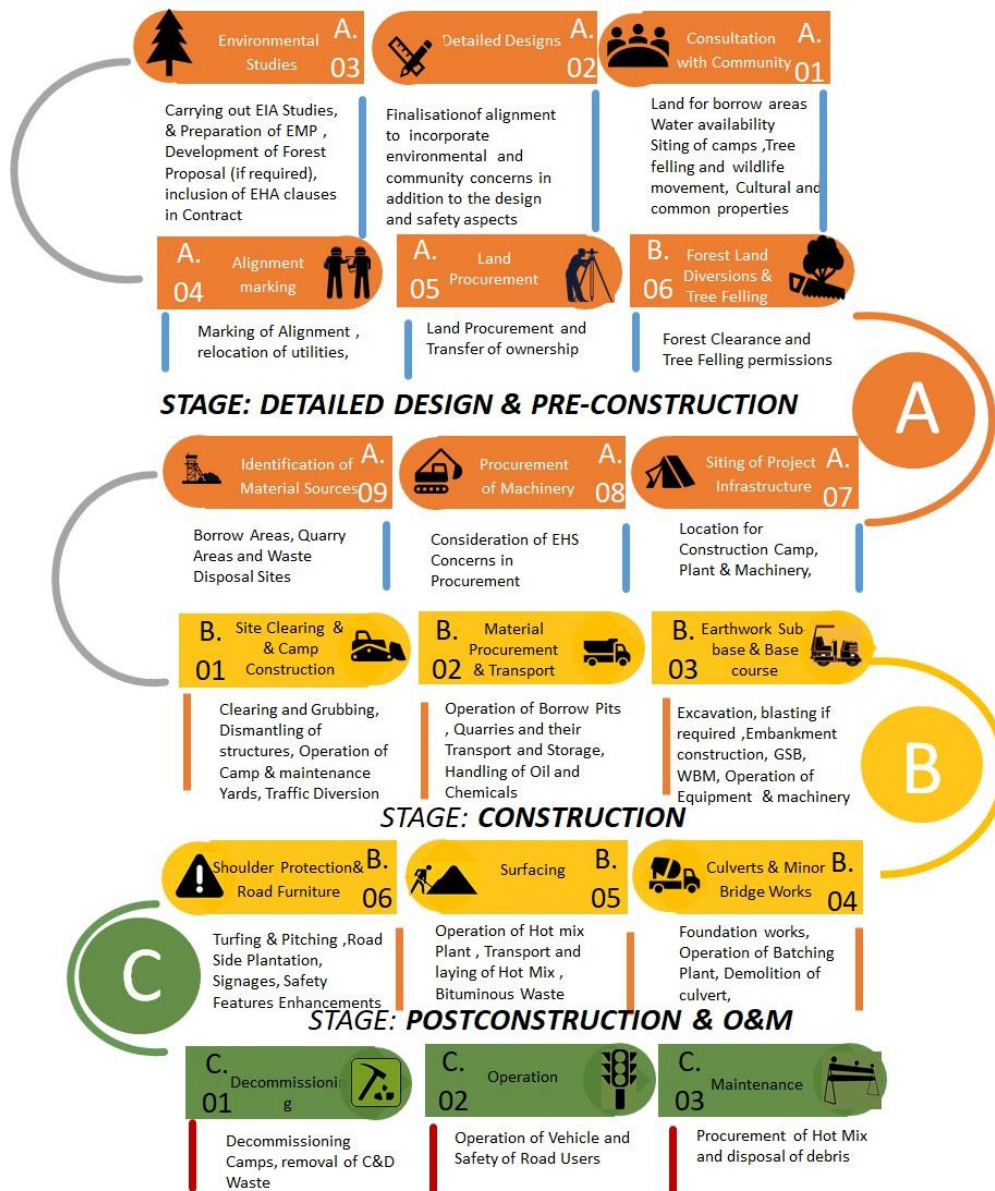 Environmental A.
Studies 03
Detailed Designs A.
02
Consultation A.
with Community 01
Carrying out EIA Studies,
& Preparation of EMP ,
Development of Forest
Proposal (if required),
inclusion of EHA clauses
in Contract
Finalisationof alignment
to incorporate
environmental and
community concerns in
addition to the design
and safety aspects
Land for borrow areas
Water availability
Siting of camps ,Tree
felling and wildlife
movement, Cultural and
common properties
A. Alignment
04 marking
A. Land
05 Procurement
B. Forest Land
06 Diversions &
Tree Felling
Marking of Alignment ,
relocation of utilities,
Land Procurement and
Transfer of ownership
Forest Clearance and
Tree Felling permissions
STAGE: DETAILED DESIGN & PRE-CONSTRUCTION
A
Identification of A.
Material Sources 09
Procurement A.
of Machinery 08
Siting of Project A.
Infrastructure 07
Borrow Areas, Quarry
Areas and Waste
Disposal Sites
Consideration of EHS
Concerns in
Procurement
Location for
Construction Camp,
Plant & Machinery,
B. Site Clearing &
01 & Camp
Construction
B. Material
02 Procurement
& Transport
B. Earthwork Sub
03 base & Base
course
Clearing and Grubbing,
Dismantling of
structures, Operation of
Camp & maintenance
Yards, Traffic Diversion
Operation of Borrow Pits
, Quarries and their
Transport and Storage,
Handling of Oil and
Chemicals
Excavation, blasting if
required ,Embankment
construction, GSB,
WBM, Operation of
Equipment & machinery
B
STAGE: CONSTRUCTION
Shoulder Protection& B.
Road Furniture 06
Surfacing B.
05
Culverts & Minor B.
Bridge Works 04
Turfing & Pitching ,Road
Side Plantation,
Signages, Safety
Features Enhancements
Operation of Hot mix
Plant , Transport and
laying of Hot Mix ,
Bituminous Waste
Foundation works,
Operation of Batching
Plant, Demolition of
culvert,
C
STAGE: POSTCONSTRUCTION & O&M
C. Decommissionin
01 g
C. Operation
02
C. Maintenance
03
Decommissioning
Camps, removal of C&D
Waste
Operation of Vehicle and
Safety of Road Users
Procurement of Hot Mix
and disposal of debris